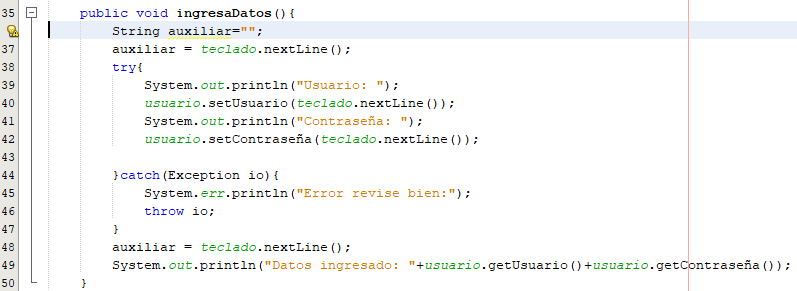 35 public void ingresaDatos(){
String auxiliar="";
37 auxiliar = teclado.nextLine();
38 try{
39 System.out.println("Usuario: ");
40 usuario.setUsuario(teclado.nextLine());
41 System.out.println("Contraseña: ");
42 usuario.setContraseña(teclado.nextLine());
43
44 }catch(Exception io){
45 System.err.println("Error revise bien:");
46 throw io;
47 }
48 auxiliar = teclado.nextLine();
49 System.out.println("Datos ingresado: "+usuario.getUsuario()+usuario.getContraseña());
50 }